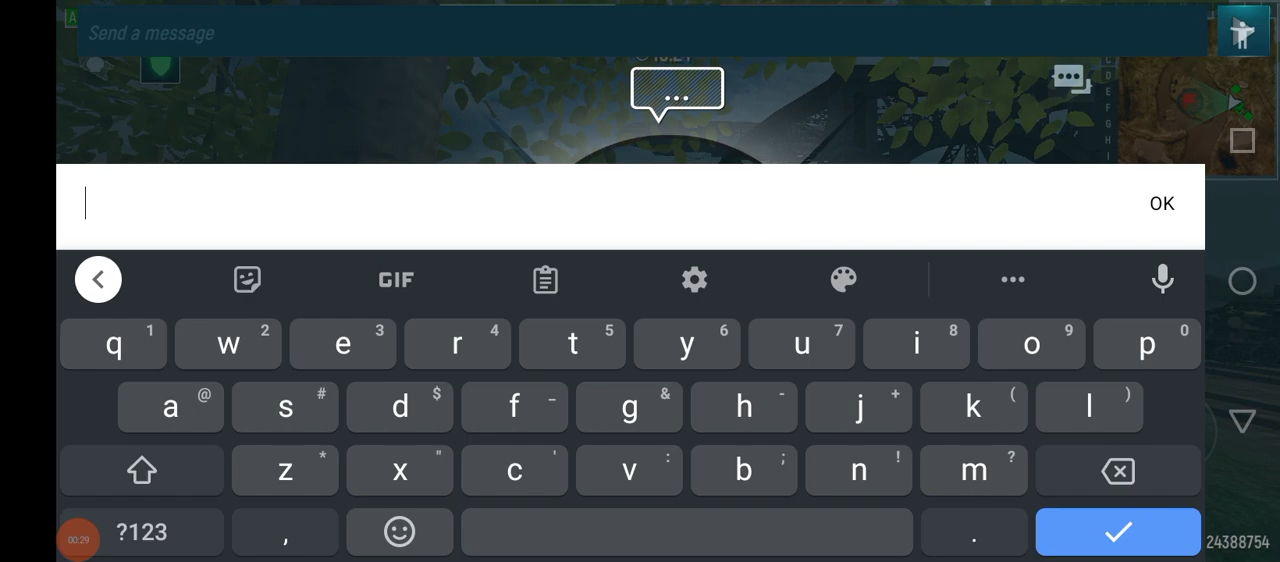 A
Send a message
C
D
E
F
G
H
I
OK
GIF
q 1 w 2 e 3 r 4 t 5 y 6 u 7 i 8 o 9 p 0
a @ s # d $ f _ g & h - j + k ( l )
z * x " c ' v : b ; n ! m ?
?123 , .
00:29
24388754